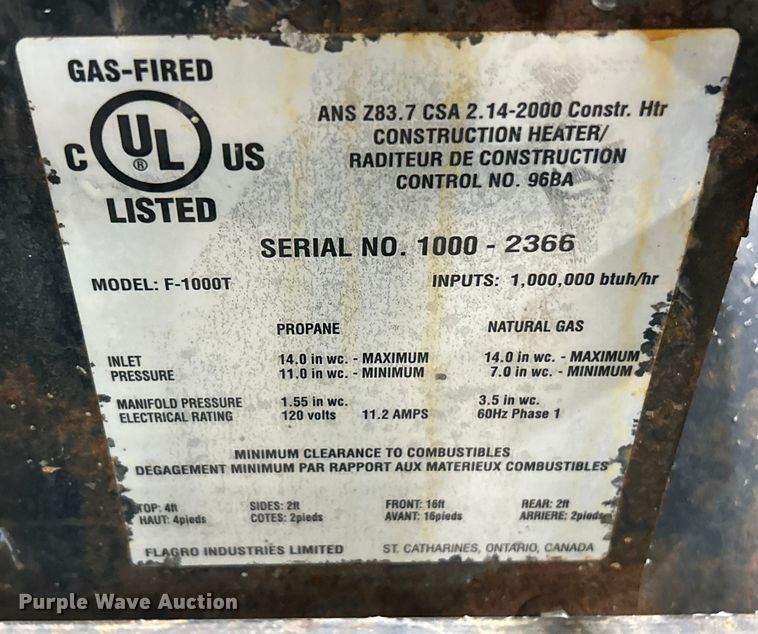 GAS-FIRED
C UL ® US
LISTED
ANS Z83.7 CSA 2.14-2000 Constr. Htr
CONSTRUCTION HEATER/
RADITEUR DE CONSTRUCTION
CONTROL NO. 96BA
SERIAL NO. 1000 - 2366
MODEL: F-1000T INPUTS: 1,000,000 btuh/hr
PROPANE NATURAL GAS
INLET 14.0 in wc. - MAXIMUM 14.0 in wc. - MAXIMUM
PRESSURE 11.0 in wc. - MINIMUM 7.0 in wc. - MINIMUM
MANIFOLD PRESSURE 1.55 in wc. 3.5 in wc.
ELECTRICAL RATING 120 volts 11.2 AMPS 60Hz Phase 1
MINIMUM CLEARANCE TO COMBUSTIBLES
DEGAGEMENT MINIMUM PAR RAPPORT AUX MATERIEUX COMBUSTIBLES
TOP: 4ft SIDES: 2ft FRONT: 16ft REAR: 2ft
HAUT: 4pieds COTES: 2pieds AVANT: 16pieds ARRIERE: 2pieds
FLAGRO INDUSTRIES LIMITED ST. CATHARINES, ONTARIO, CANADA
Purple Wave Auction